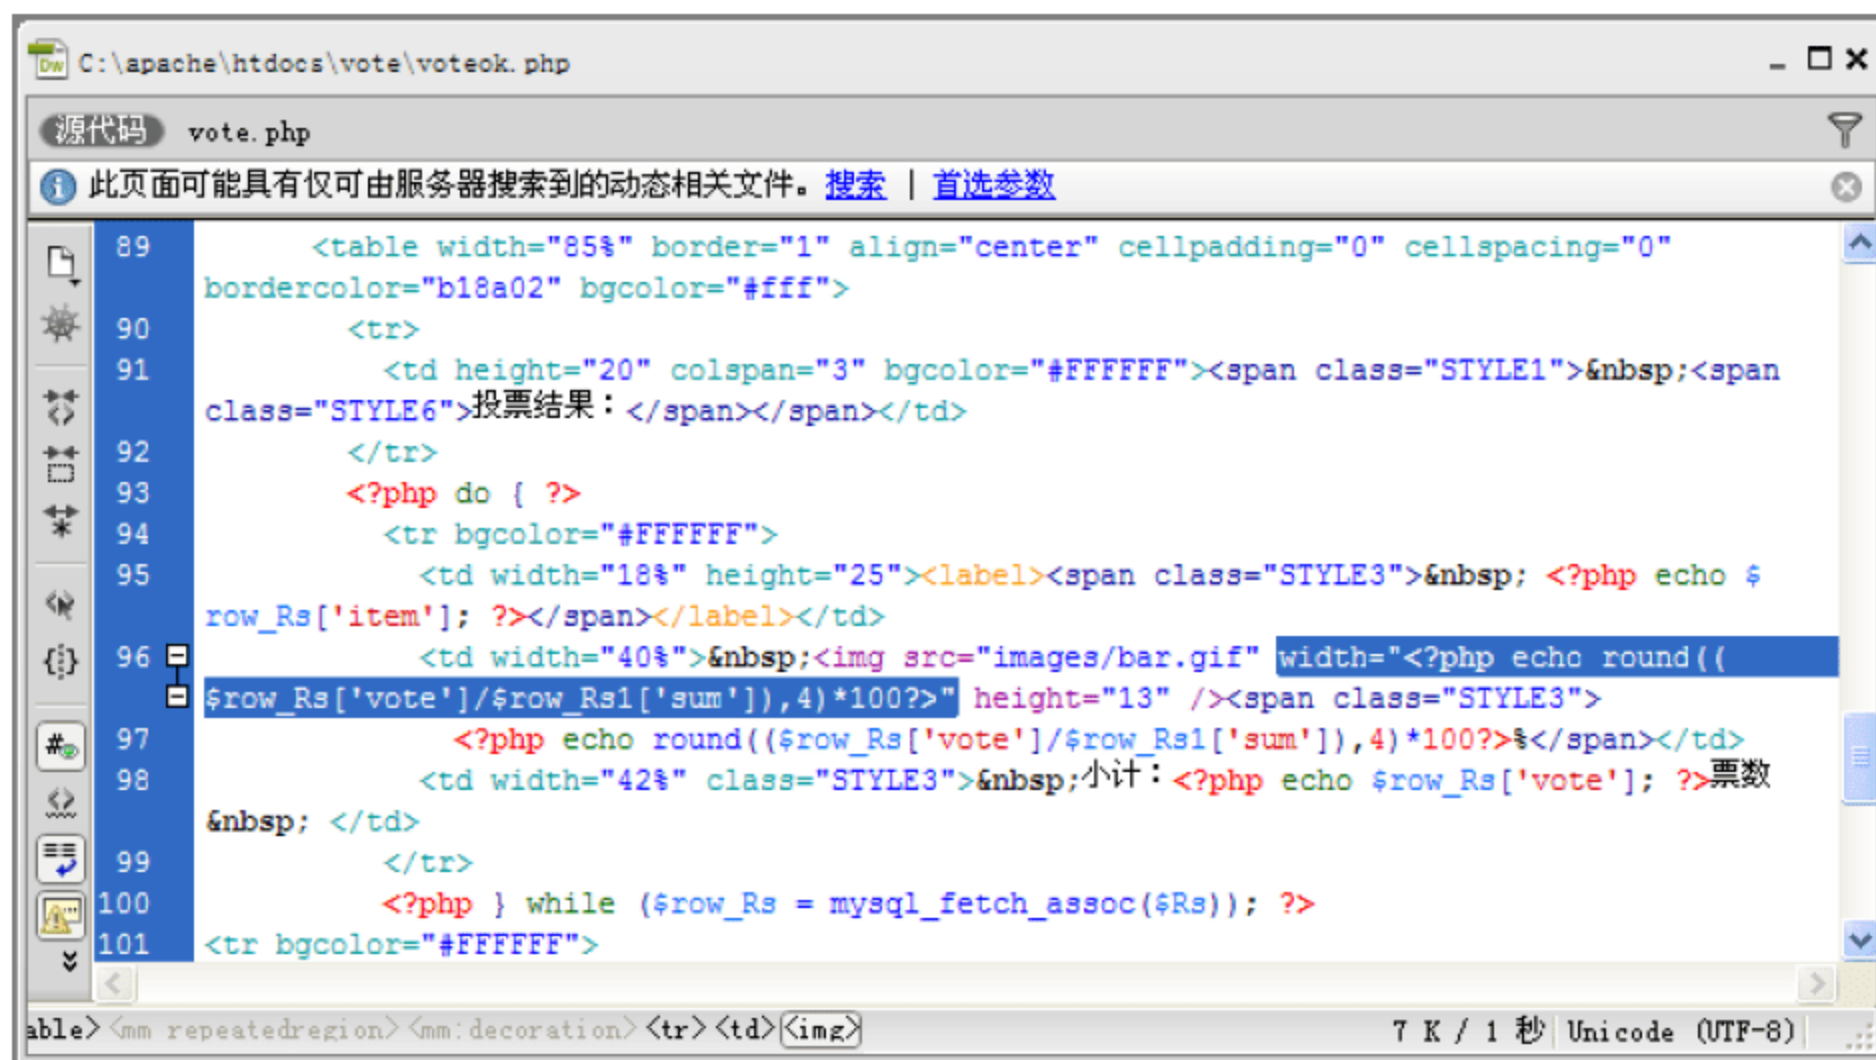 C:\apache\htdocs\vote\voteok.php
源代码 vote.php
此页面可能具有仅可由服务器搜索到的动态相关文件。搜索 | 首选参数
89 <table width="85%" border="1" align="center" cellpadding="0" cellspacing="0"
bordercolor="b18a02" bgcolor="#fff">
90 <tr>
91 <td height="20" colspan="3" bgcolor="#FFFFFF"><span class="STYLE1">&nbsp;<span
class="STYLE6">投票结果：</span></span></td>
92 </tr>
93 <?php do { ?>
94 <tr bgcolor="#FFFFFF">
95 <td width="18%" height="25"><label><span class="STYLE3">&nbsp; <?php echo $
row_Rs['item']; ?></span></label></td>
96 <td width="40%">&nbsp;<img src="images/bar.gif" width="<?php echo round((
$row_Rs['vote']/$row_Rs1['sum']),4)*100?>" height="13" /><span class="STYLE3">
97 <?php echo round(($row_Rs['vote']/$row_Rs1['sum']),4)*100?>%</span></td>
98 <td width="42%" class="STYLE3">&nbsp;小计：<?php echo $row_Rs['vote']; ?>票数
&nbsp; </td>
99 </tr>
100 <?php } while ($row_Rs = mysql_fetch_assoc($Rs)); ?>
101 <tr bgcolor="#FFFFFF">
able> <mm repeatedregion> <mm:decoration> <tr> <td> <img> 7 K / 1 秒 Unicode (UTF-8)